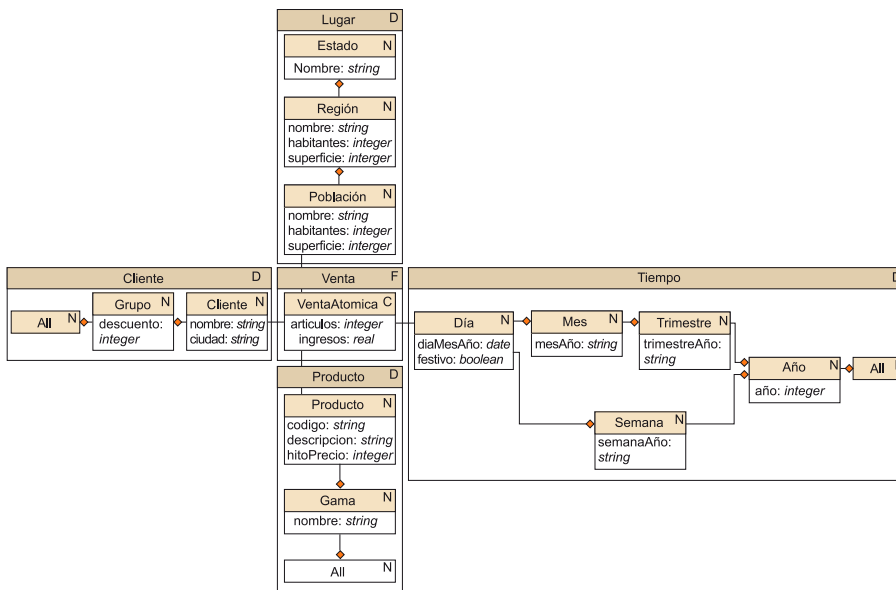 Lugar D
Estado N
Nombre: string
Región N
nombre: string
habitantes: integer
superficie: interger
Población N
nombre: string
habitantes: integer
superficie: interger
Cliente D
All N
Grupo N
descuento:
integer
Cliente N
nombre: string
ciudad: string
Venta F
VentaAtomica C
articulos: integer
ingresos: real
Tiempo D
Día N
diaMesAño: date
festivo: boolean
Mes N
mesAño: string
Trimestre N
trimestreAño:
string
Año N
año: integer
All
Semana N
semanaAño:
string
Producto D
Producto N
codigo: string
descripcion: string
hitoPrecio: integer
Gama N
nombre: string
All N